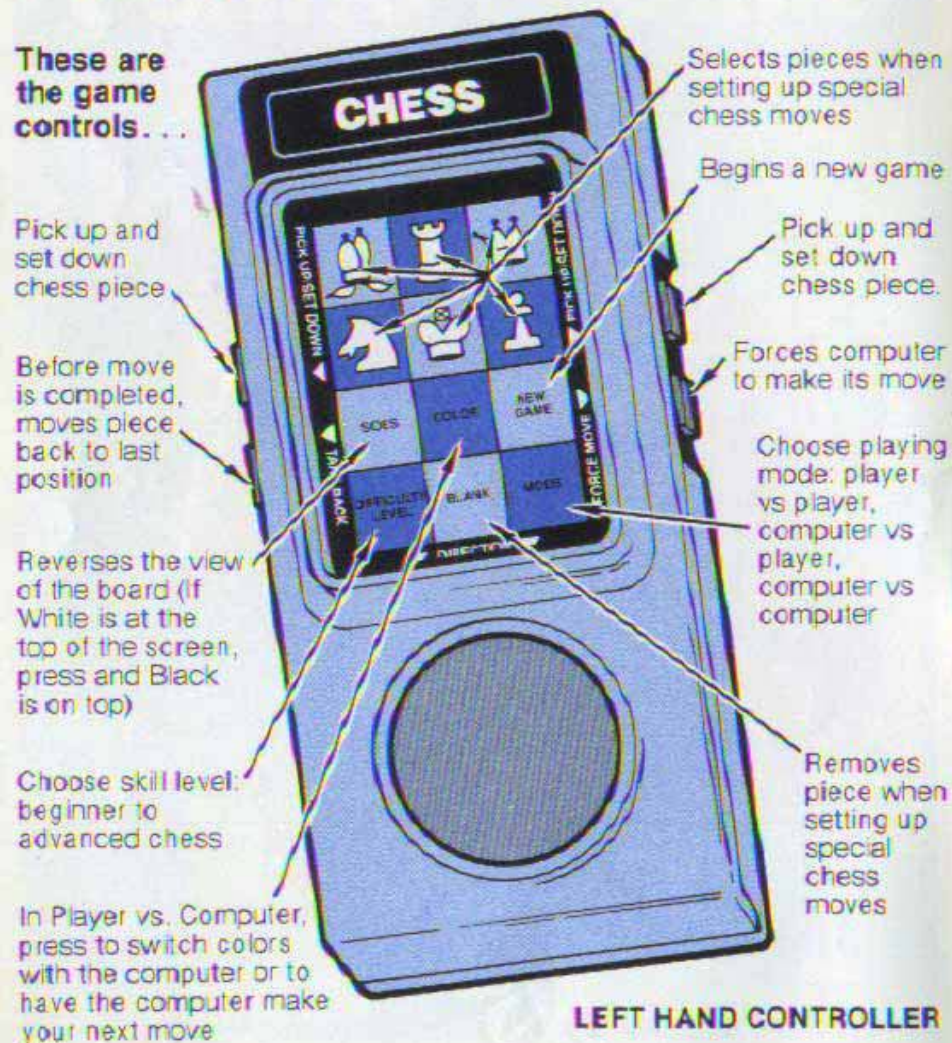 These are
the game
controls...
CHESS
Selects pieces when
setting up special
chess moves
Begins a new game
Pick up and
set down
chess piece
Pick up and
set down
chess piece.
Before move
is completed,
moves piece
back to last
position
Forces computer
to make its move
Choose playing
mode: player
vs player,
computer vs
player,
computer vs
computer
Reverses the view
of the board (If
White is at the
top of the screen,
press and Black
is on top)
Choose skill level:
beginner to
advanced chess
Removes
piece when
setting up
special
chess
moves
In Player vs. Computer,
press to switch colors
with the computer or to
have the computer make
your next move
PICK UP/SET DOWN
PICK UP/SET
SIDES
COLOR
NEW
GAME
DIFFICULTY
LEVEL
BLANK
MODE
BACK
FORCE MOVE
LEFT HAND CONTROLLER